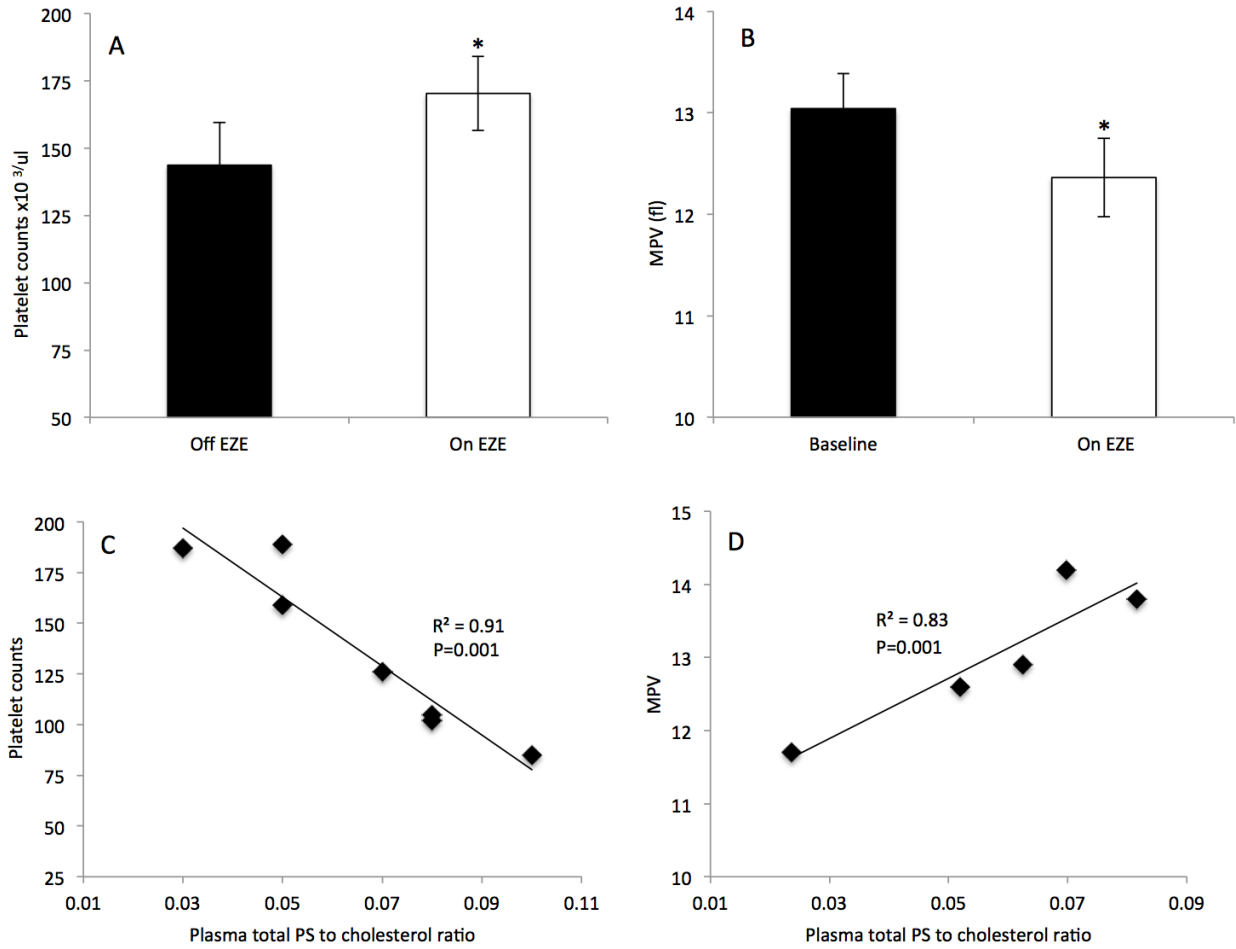 A
*
200
175
150
125
100
75
50
Platelet counts x10 ³/ul
Off EZE
On EZE
B
*
14
13
12
11
10
MPV (fl)
Baseline
On EZE
C
200
175
150
125
100
75
50
25
Platelet counts
R² = 0.91
P=0.001
0.01 0.03 0.05 0.07 0.09 0.11
Plasma total PS to cholesterol ratio
D
15
14
13
12
11
10
MPV
R² = 0.83
P=0.001
0.01 0.03 0.05 0.07 0.09
Plasma total PS to cholesterol ratio